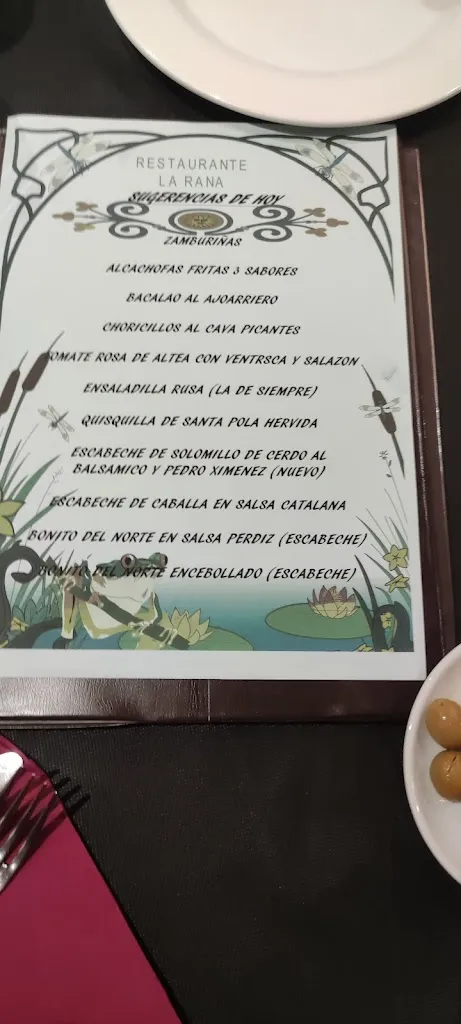 RESTAURANTE
LA RANA
SUGERENCIAS DE HOY
ZAMBURIÑAS
ALCACHOFAS FRITAS 3 SABORES
BACALAO AL AJOARRIERO
CHORICILLOS AL CAVA PICANTES
TOMATE ROSA DE ALTEA CON VENTRSCA Y SALAZON
ENSALADILLA RUSA (LA DE SIEMPRE)
QUISQUILLA DE SANTA POLA HERVIDA
ESCABECHE DE SOLOMILLO DE CERDO AL
BALSAMICO Y PEDRO XIMENEZ (NUEVO)
ESCABECHE DE CABALLA EN SALSA CATALANA
BONITO DEL NORTE EN SALSA PERDIZ (ESCABECHE)
BONITO DEL NORTE ENCEBOLLADO (ESCABECHE)